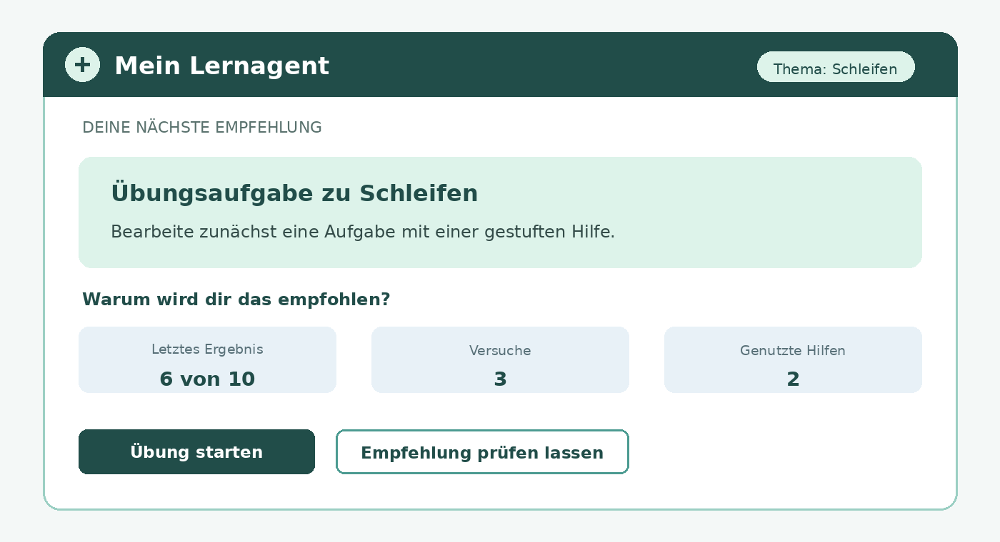 Mein Lernagent
Thema: Schleifen
DEINE NÄCHSTE EMPFEHLUNG
Übungsaufgabe zu Schleifen
Bearbeite zunächst eine Aufgabe mit einer gestuften Hilfe.
Warum wird dir das empfohlen?
Letztes Ergebnis
6 von 10
Versuche
3
Genutzte Hilfen
2
Übung starten
Empfehlung prüfen lassen